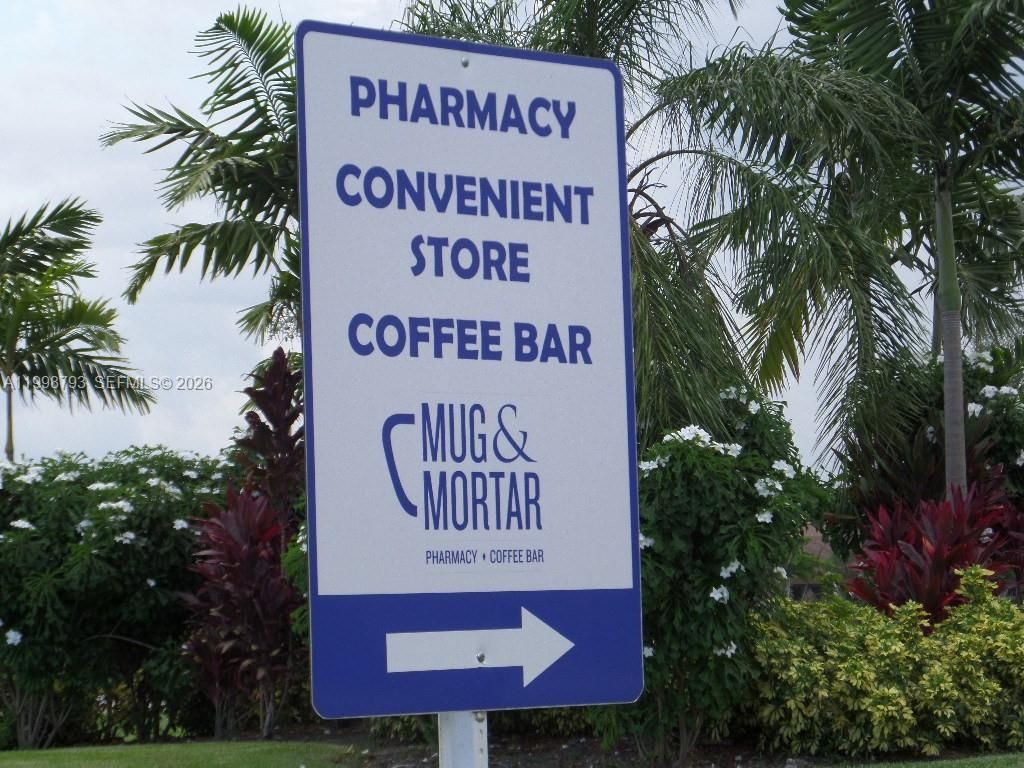 PHARMACY
CONVENIENT
STORE
COFFEE BAR
MUG &
MORTAR
PHARMACY • COFFEE BAR
A11998793 SEFMLS© 2026